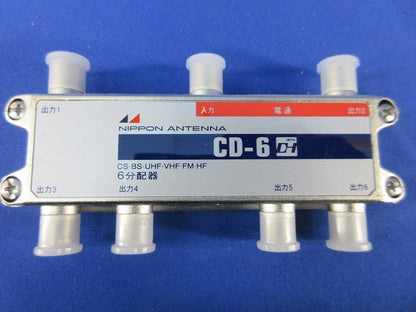 出力1 入力 電通 出力2
NIPPON ANTENNA
CD-6 DH
CS·BS·UHF·VHF·FM·HF
6分配器
出力3 出力4 出力5 出力6